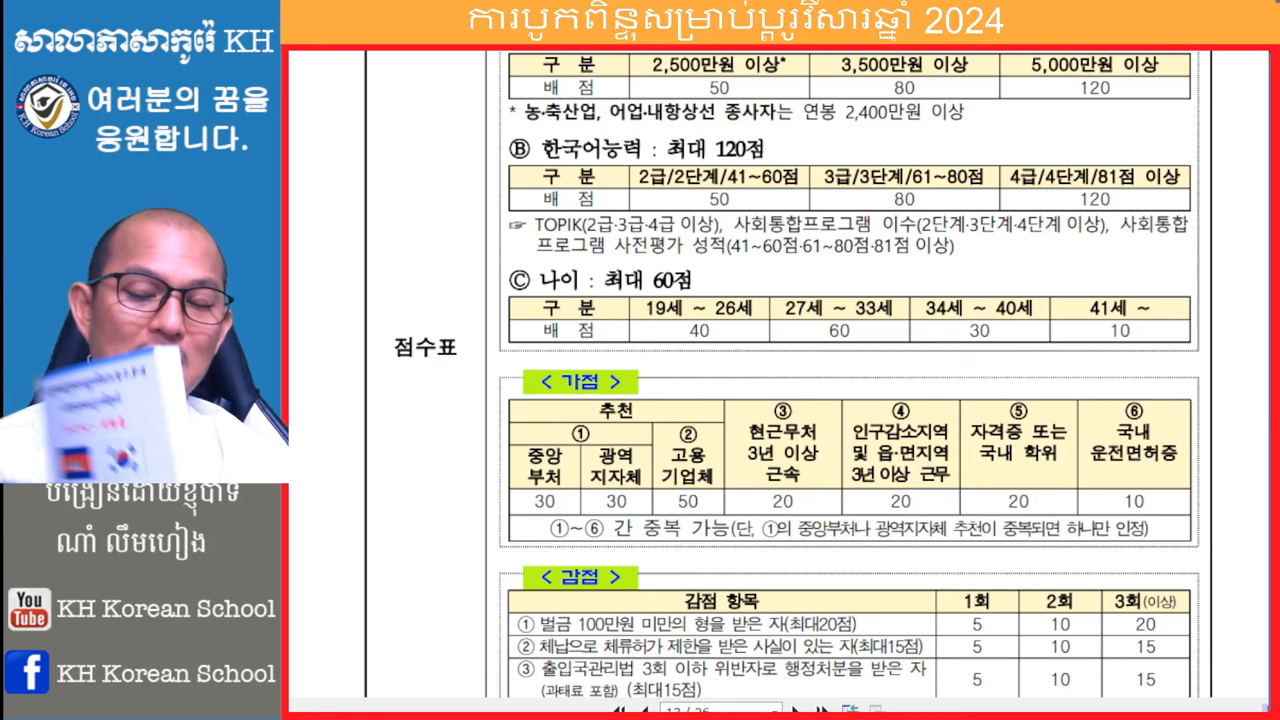 ការបូកពិន្ទុសម្រាប់ប្តូរវីសារឆ្នាំ 2024
សាលាភាសាកូរ៉េ KH
여러분의 꿈을
응원합니다.
បង្រៀនដោយខ្ញុំបាទ
ណាំ លឹមហៀង
You Tube KH Korean School
f KH Korean School
구 분 2,500만원 이상* 3,500만원 이상 5,000만원 이상
배 점 50 80 120
* 농·축산업, 어업·내항상선 종사자는 연봉 2,400만원 이상
Ⓑ 한국어능력 : 최대 120점
구 분 2급/2단계/41~60점 3급/3단계/61~80점 4급/4단계/81점 이상
배 점 50 80 120
☞ TOPIK(2급·3급·4급 이상), 사회통합프로그램 이수(2단계·3단계·4단계 이상), 사회통합
프로그램 사전평가 성적(41~60점·61~80점·81점 이상)
Ⓒ 나이 : 최대 60점
구 분 19세 ~ 26세 27세 ~ 33세 34세 ~ 40세 41세 ~
배 점 40 60 30 10
점수표
< 가점 >
추천
①
중앙
부처
광역
지자체
②
고용
기업체
③
현근무처
3년 이상
근속
④
인구감소지역
및 읍·면지역
3년 이상 근무
⑤
자격증 또는
국내 학위
⑥
국내
운전면허증
30 30 50 20 20 20 10
①~⑥ 간 중복 가능(단, ①의 중앙부처나 광역지자체 추천이 중복되면 하나만 인정)
< 감점 >
감점 항목 1회 2회 3회(이상)
① 벌금 100만원 미만의 형을 받은 자(최대20점) 5 10 20
② 체납으로 체류허가 제한을 받은 사실이 있는 자(최대15점) 5 10 15
③ 출입국관리법 3회 이하 위반자로 행정처분을 받은 자
(과태료 포함) (최대15점) 5 10 15